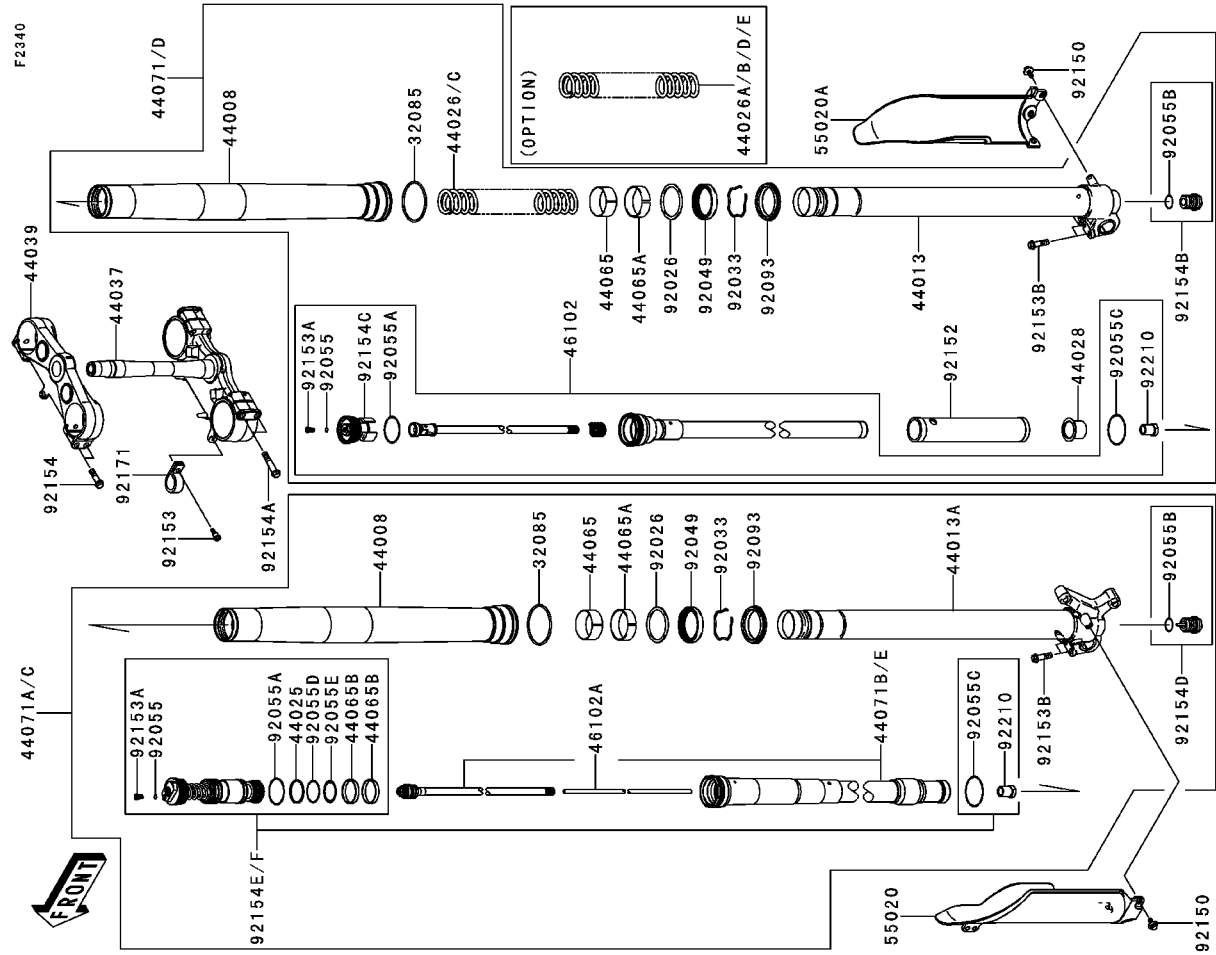 F2340
44071/D
44008
32085
44026/C
(OPTION)
44026A/B/D/E
55020A
92150
44039
44037
44065
44065A
92026
92049
92033
92093
44013
92153B
92055B
92154B
92153A
92055
92154C
92055A
46102
92152
44028
92055C
92210
92154
92171
92153
92154A
44071A/C
44008
32085
44065
44065A
92026
92049
92033
92093
44013A
92055B
92154D
92153B
92153A
92055
92055A
44025
92055D
92055E
44065B
44065B
46102A
44071B/E
92055C
92210
92154E/F
FRONT
55020
92150